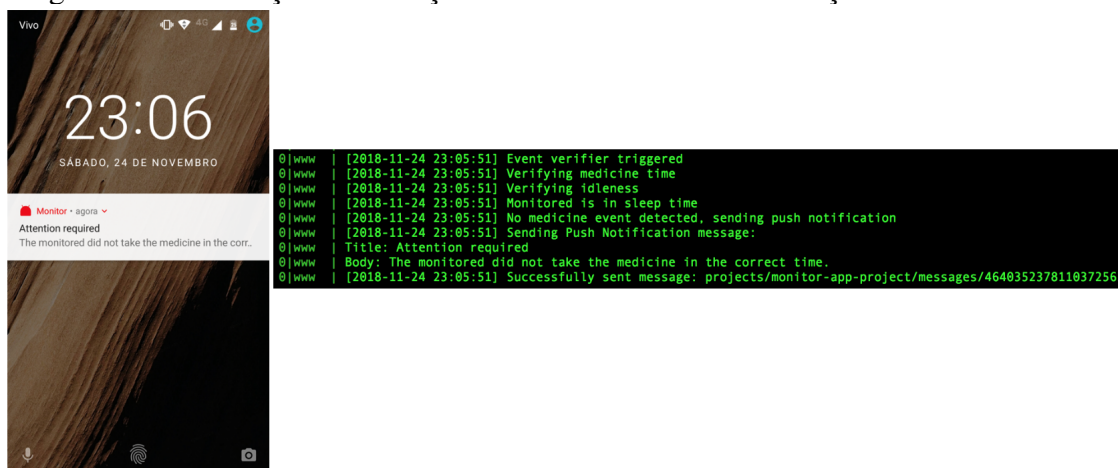 Vivo
4G
23:06
SÁBADO, 24 DE NOVEMBRO
Monitor • agora
Attention required
The monitored did not take the medicine in the corr..
0|www | [2018-11-24 23:05:51] Event verifier triggered
0|www | [2018-11-24 23:05:51] Verifying medicine time
0|www | [2018-11-24 23:05:51] Verifying idleness
0|www | [2018-11-24 23:05:51] Monitored is in sleep time
0|www | [2018-11-24 23:05:51] No medicine event detected, sending push notification
0|www | [2018-11-24 23:05:51] Sending Push Notification message:
0|www | Title: Attention required
0|www | Body: The monitored did not take the medicine in the correct time.
0|www | [2018-11-24 23:05:51] Successfully sent message: projects/monitor-app-project/messages/464035237811037256